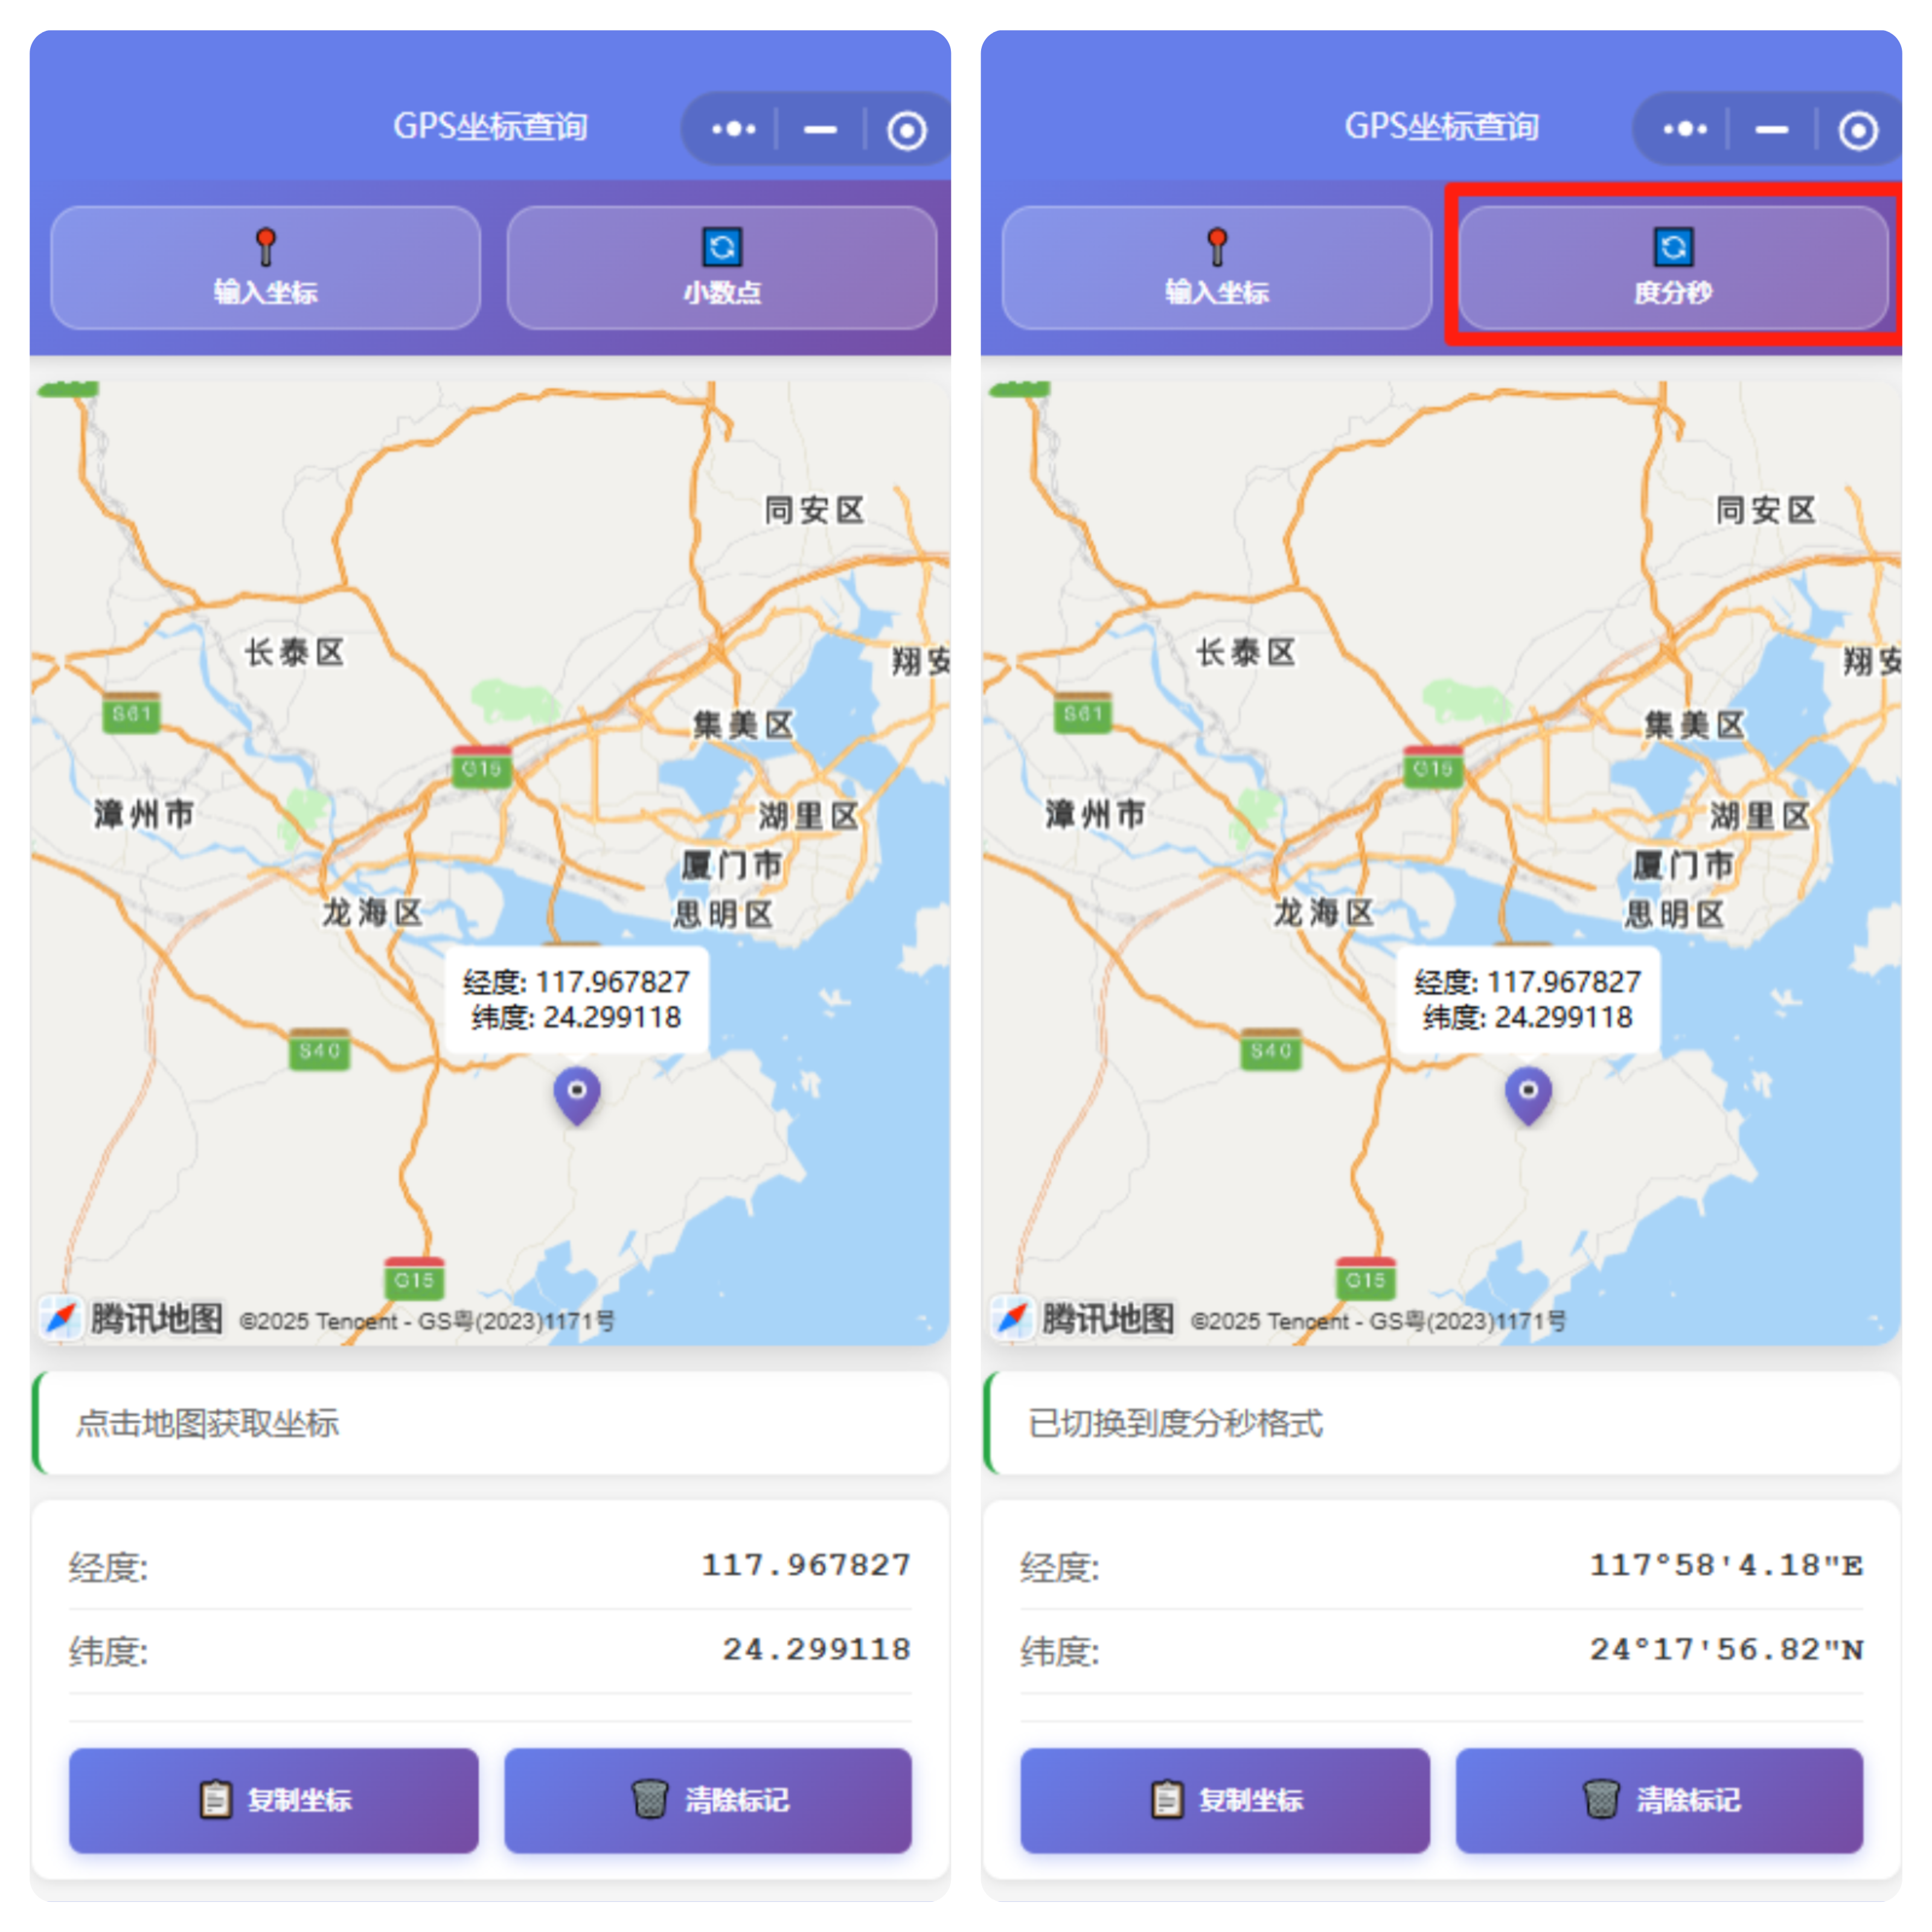 GPS坐标查询
输入坐标
小数点
同安区
长泰区
翔安
S61
集美区
G15
漳州市
湖里区
厦门市
龙海区
思明区
经度: 117.967827
纬度: 24.299118
S40
G15
腾讯地图 ©2025 Tencent - GS粤(2023)1171号
点击地图获取坐标
经度: 117.967827
纬度: 24.299118
复制坐标
清除标记
GPS坐标查询
输入坐标
度分秒
同安区
长泰区
翔安
S61
集美区
G15
漳州市
湖里区
厦门市
龙海区
思明区
经度: 117.967827
纬度: 24.299118
S40
G15
腾讯地图 ©2025 Tencent - GS粤(2023)1171号
已切换到度分秒格式
经度: 117°58'4.18"E
纬度: 24°17'56.82"N
复制坐标
清除标记